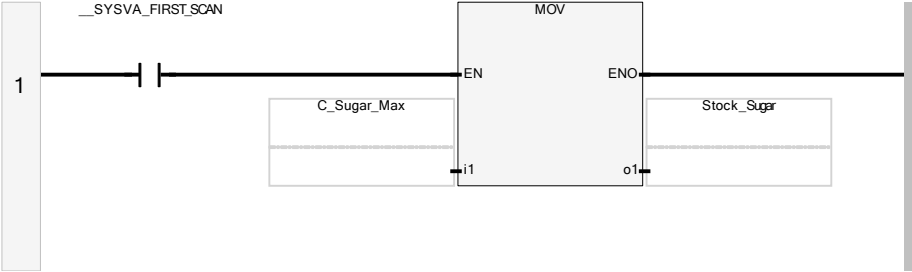 __SYSVA_FIRST_SCAN
MOV
1
EN
ENO
C_Sugar_Max
Stock_Sugar
i1
o1